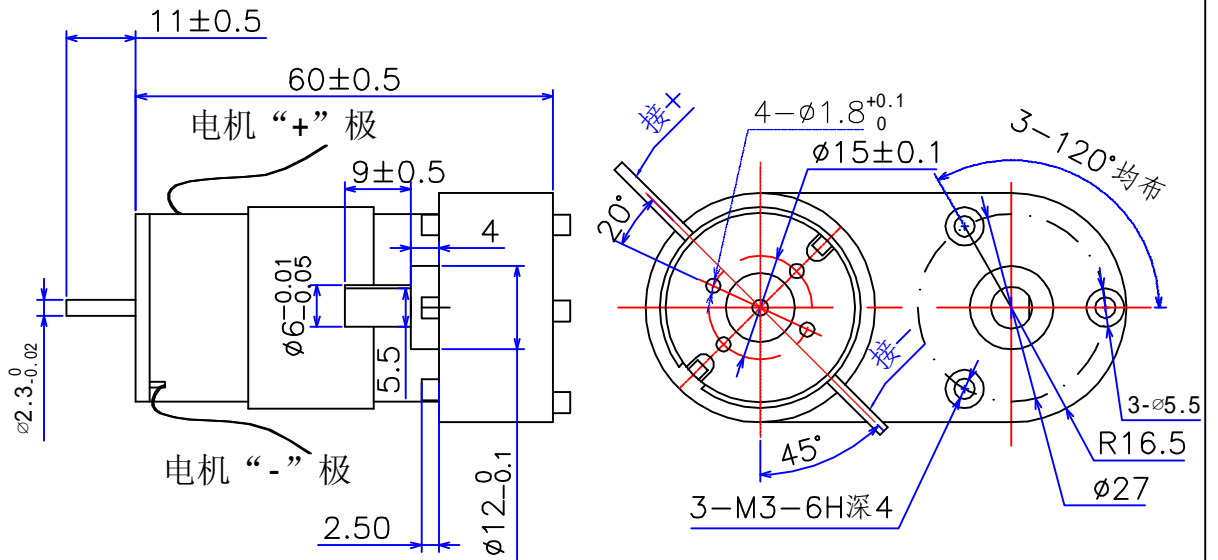 11±0.5
60±0.5
电机“+”极
9±0.5
4
ø6-0.01 -0.05
5.5
ø2.3 0 -0.02
电机“-”极
2.50
ø12 0 -0.1
接+
4-ø1.8+0.1 0
ø15±0.1
3-120°均布
20°
接-
45°
3-ø5.5
R16.5
ø27
3-M3-6H深4